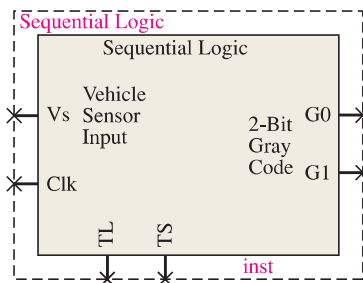 Sequential Logic
Sequential Logic
Vs
Vehicle
Sensor
Input
Clk
2-Bit
Gray
Code
G0
G1
TL
TS
inst